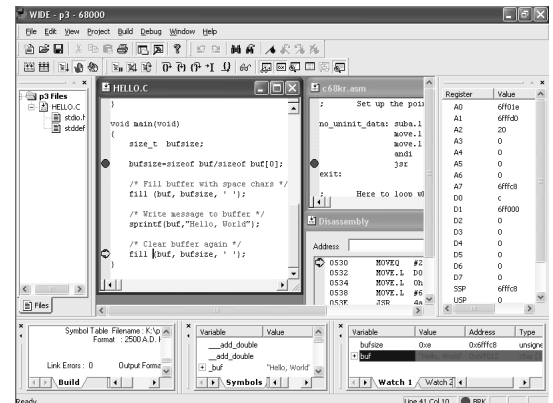 WIDE - p3 - 68000
File Edit View Project Build Debug Window Help
p3 Files
HELLO.C
stdio.h
stddef
Files
HELLO.C
}
void main(void)
{
size_t bufsize;
bufsize=sizeof buf/sizeof buf[0];
/* Fill buffer with space chars */
fill (buf, bufsize, ' ');
/* Write message to buffer */
sprintf(buf,"Hello, World");
/* Clear buffer again */
fill (buf, bufsize, ' ');
}
c68kr.asm
; Set up the poin
no_uninit_data: suba.l
move.l
move.l
andi
jsr
exit:
; Here to loop wh
Disassembly
Address
0530 MOVEQ #2
0532 MOVE.L D0
0534 MOVE.L 0h
0538 MOVE.L #6
053E JSR 4a
Register Value
A0 6ff01e
A1 6fffd0
A2 20
A3 0
A4 0
A5 0
A6 0
A7 6fffc8
D0 c
D1 6ff000
D2 0
D3 0
D4 0
D5 0
D6 0
D7 0
SSP 6fffc8
USP 0
Symbol Table Filename : K:\p
Format : 2500 A.D.
Link Errors : 0 Output Forma
Build
Variable Value
__add_double
__add_double
_buf "Hello, World"
Symbols
Variable Value Address Type
bufsize 0xe 0x6fffc8 unsigne
buf "Hello, World"
Watch 1 Watch 2
Ready
Line 41 Col 10 BRK